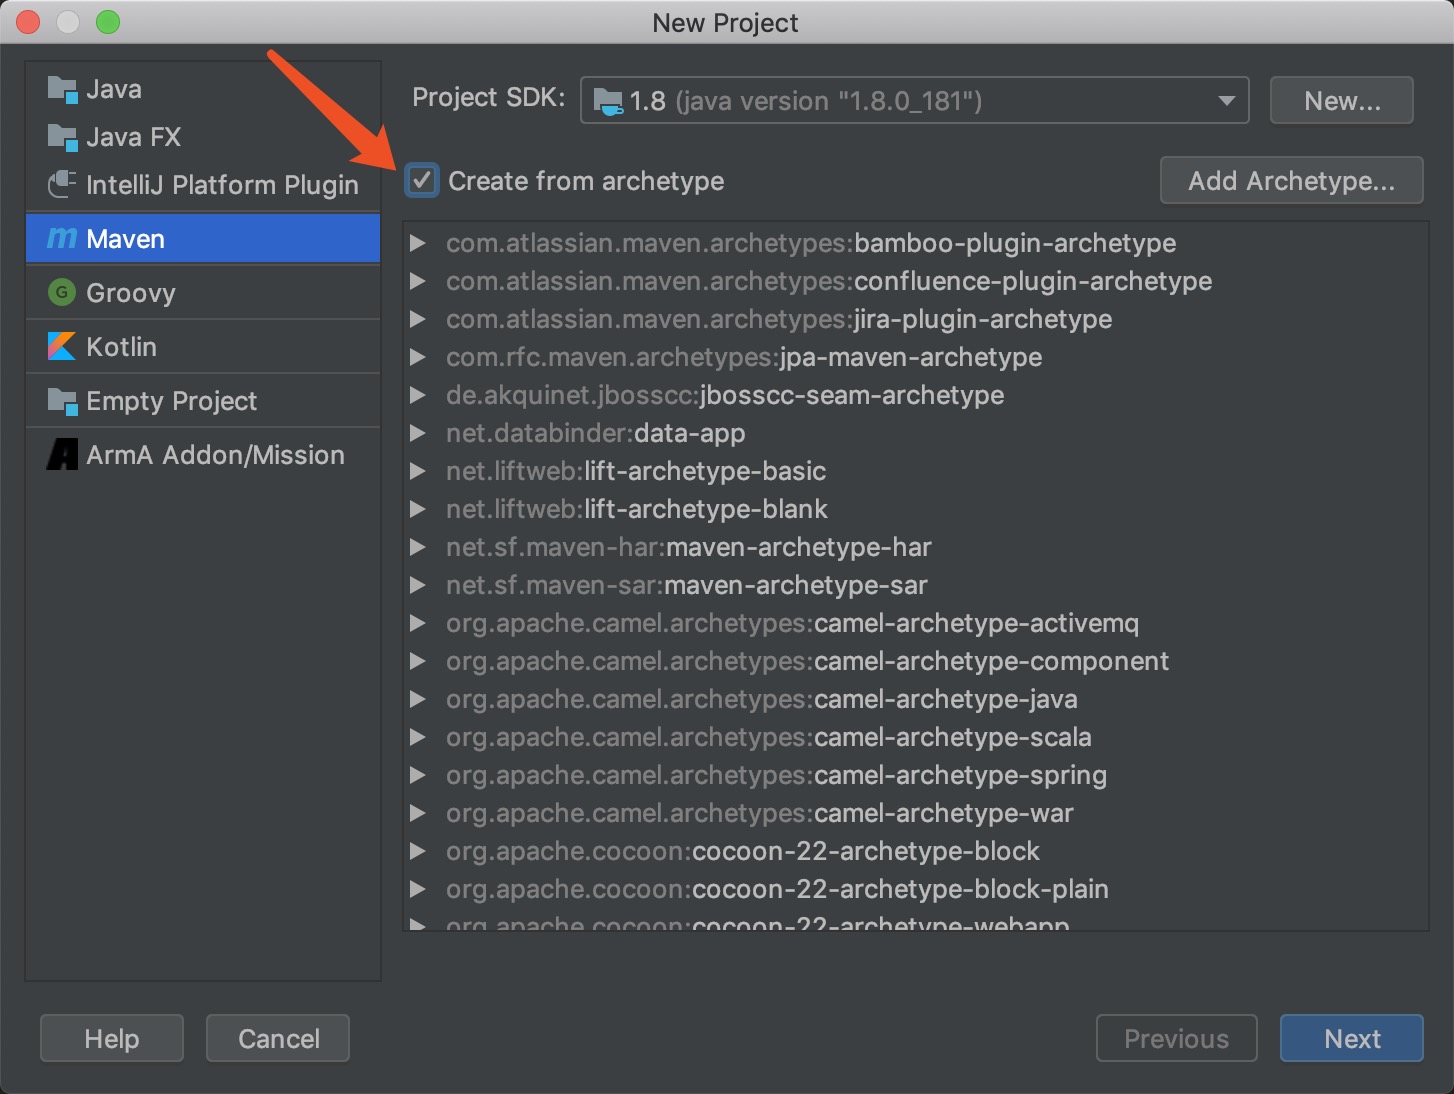 New Project
Java
Java FX
IntelliJ Platform Plugin
m Maven
G Groovy
Kotlin
Empty Project
A ArmA Addon/Mission
Project SDK: 1.8 (java version "1.8.0_181") New...
Create from archetype Add Archetype...
com.atlassian.maven.archetypes:bamboo-plugin-archetype
com.atlassian.maven.archetypes:confluence-plugin-archetype
com.atlassian.maven.archetypes:jira-plugin-archetype
com.rfc.maven.archetypes:jpa-maven-archetype
de.akquinet.jbosscc:jbosscc-seam-archetype
net.databinder:data-app
net.liftweb:lift-archetype-basic
net.liftweb:lift-archetype-blank
net.sf.maven-har:maven-archetype-har
net.sf.maven-sar:maven-archetype-sar
org.apache.camel.archetypes:camel-archetype-activemq
org.apache.camel.archetypes:camel-archetype-component
org.apache.camel.archetypes:camel-archetype-java
org.apache.camel.archetypes:camel-archetype-scala
org.apache.camel.archetypes:camel-archetype-spring
org.apache.camel.archetypes:camel-archetype-war
org.apache.cocoon:cocoon-22-archetype-block
org.apache.cocoon:cocoon-22-archetype-block-plain
org.apache.cocoon:cocoon-22-archetype-webapp
Help Cancel Previous Next